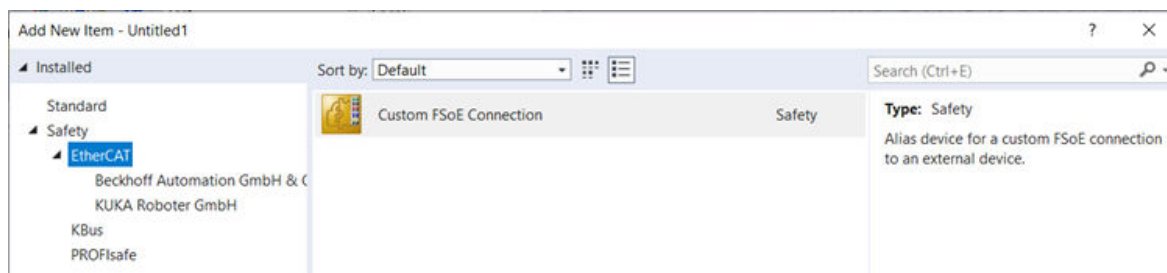 Add New Item - Untitled1
?
Installed
Sort by: Default
Search (Ctrl+E)
Standard
Safety
EtherCAT
Beckhoff Automation GmbH & C
KUKA Roboter GmbH
KBus
PROFIsafe
Custom FSoE Connection Safety
Type: Safety
Alias device for a custom FSoE connection
to an external device.